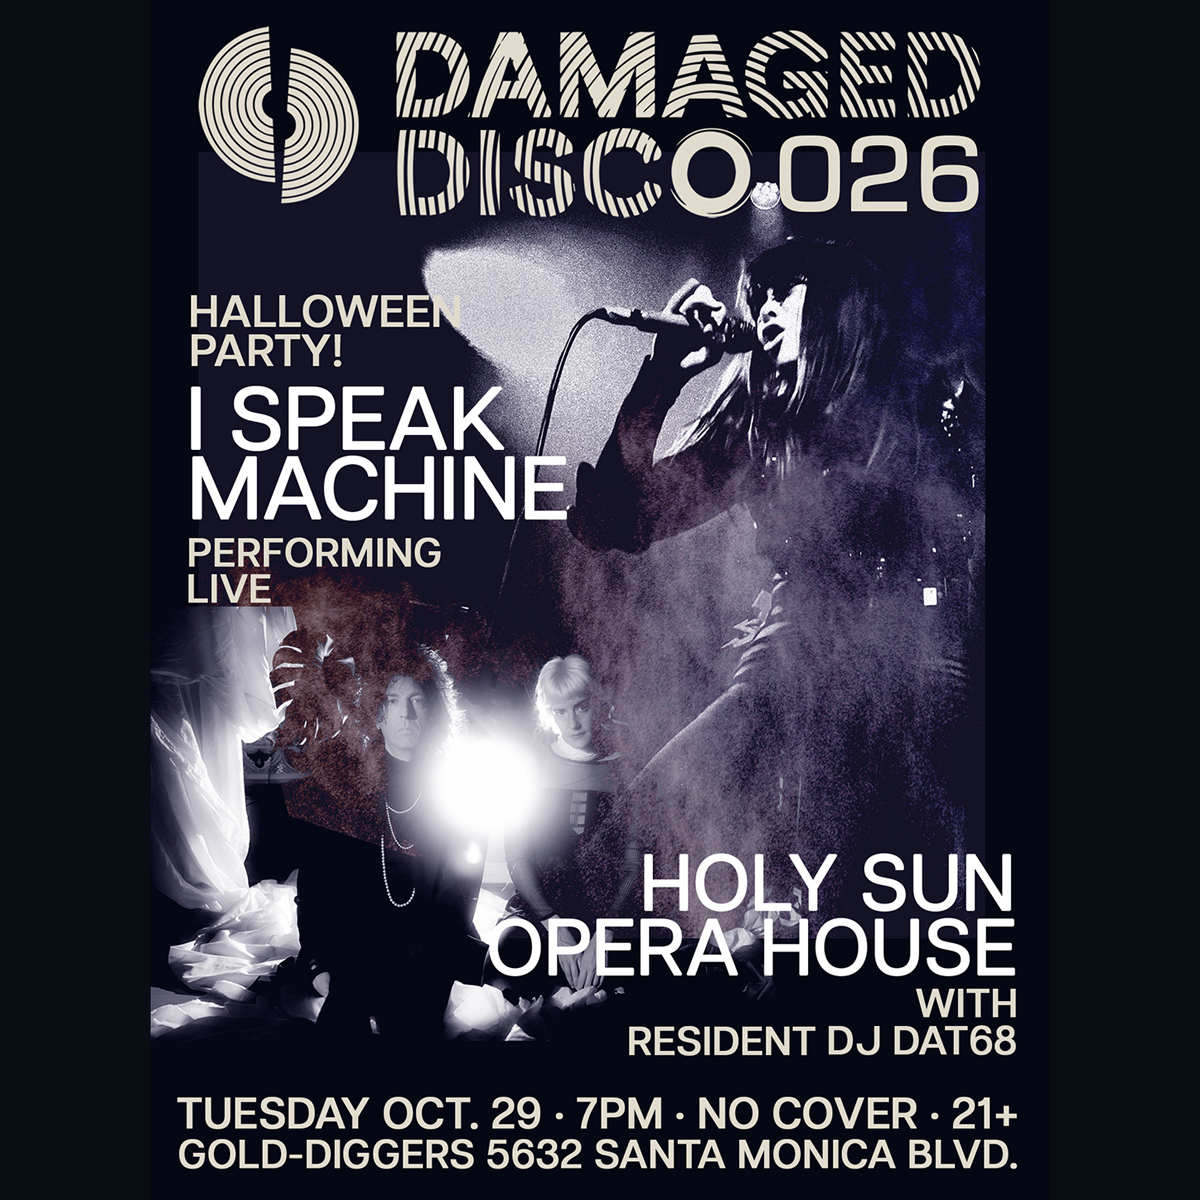 DAMAGED
DISCO.026
HALLOWEEN
PARTY!
I SPEAK
MACHINE
PERFORMING
LIVE
HOLY SUN
OPERA HOUSE
WITH
RESIDENT DJ DAT68
TUESDAY OCT. 29 · 7PM · NO COVER · 21+
GOLD-DIGGERS 5632 SANTA MONICA BLVD.